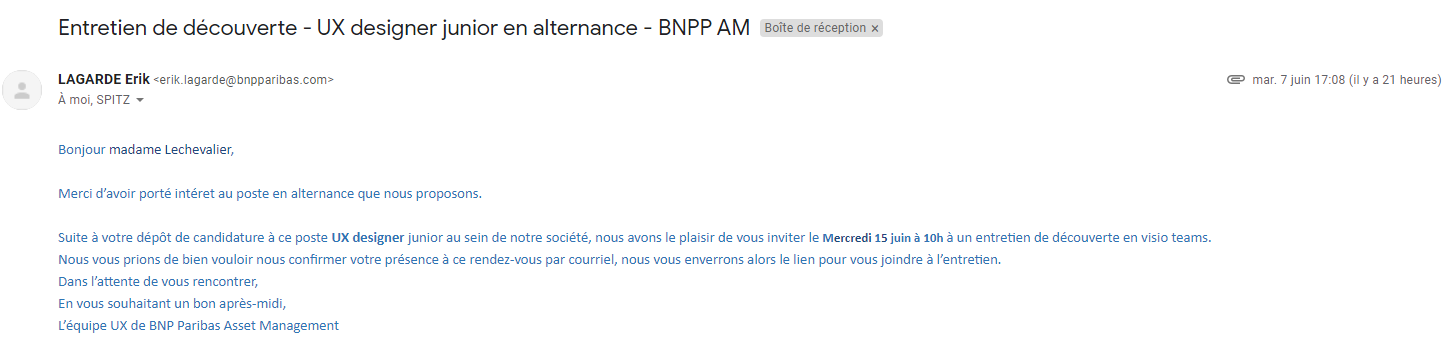 Entretien de découverte - UX designer junior en alternance - BNPP AM Boîte de réception ×
LAGARDE Erik <erik.lagarde@bnpparibas.com> mar. 7 juin 17:08 (il y a 21 heures)
À moi, SPITZ
Bonjour madame Lechevalier,
Merci d’avoir porté intéret au poste en alternance que nous proposons.
Suite à votre dépôt de candidature à ce poste UX designer junior au sein de notre société, nous avons le plaisir de vous inviter le Mercredi 15 juin à 10h à un entretien de découverte en visio teams.
Nous vous prions de bien vouloir nous confirmer votre présence à ce rendez-vous par courriel, nous vous enverrons alors le lien pour vous joindre à l’entretien.
Dans l’attente de vous rencontrer,
En vous souhaitant un bon après-midi,
L’équipe UX de BNP Paribas Asset Management